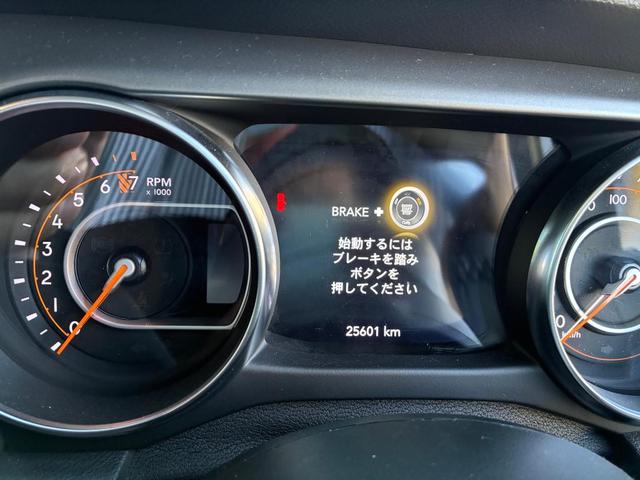 7
6
5
4
3
2
1
0
RPM
x 1000
BRAKE +
始動するには
ブレーキを踏み
ボタンを
押してください
25601 km
100
0
km/h